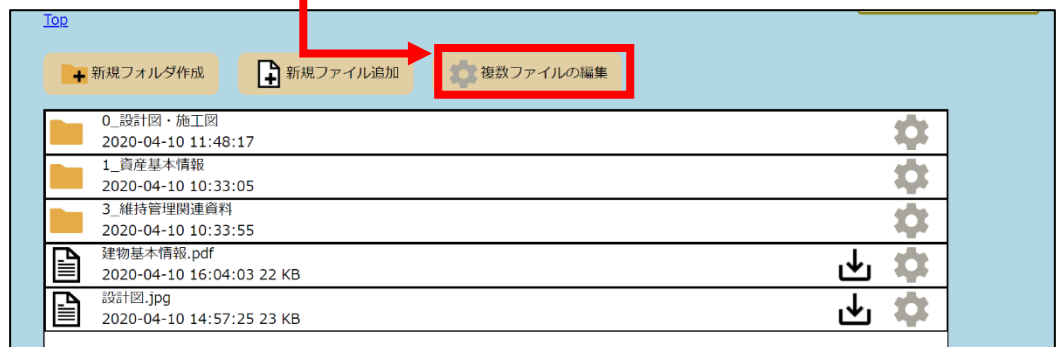 Top
新規フォルダ作成
新規ファイル追加
複数ファイルの編集
0_設計図・施工図
2020-04-10 11:48:17
1_資産基本情報
2020-04-10 10:33:05
3_維持管理関連資料
2020-04-10 10:33:55
建物基本情報.pdf
2020-04-10 16:04:03 22 KB
設計図.jpg
2020-04-10 14:57:25 23 KB